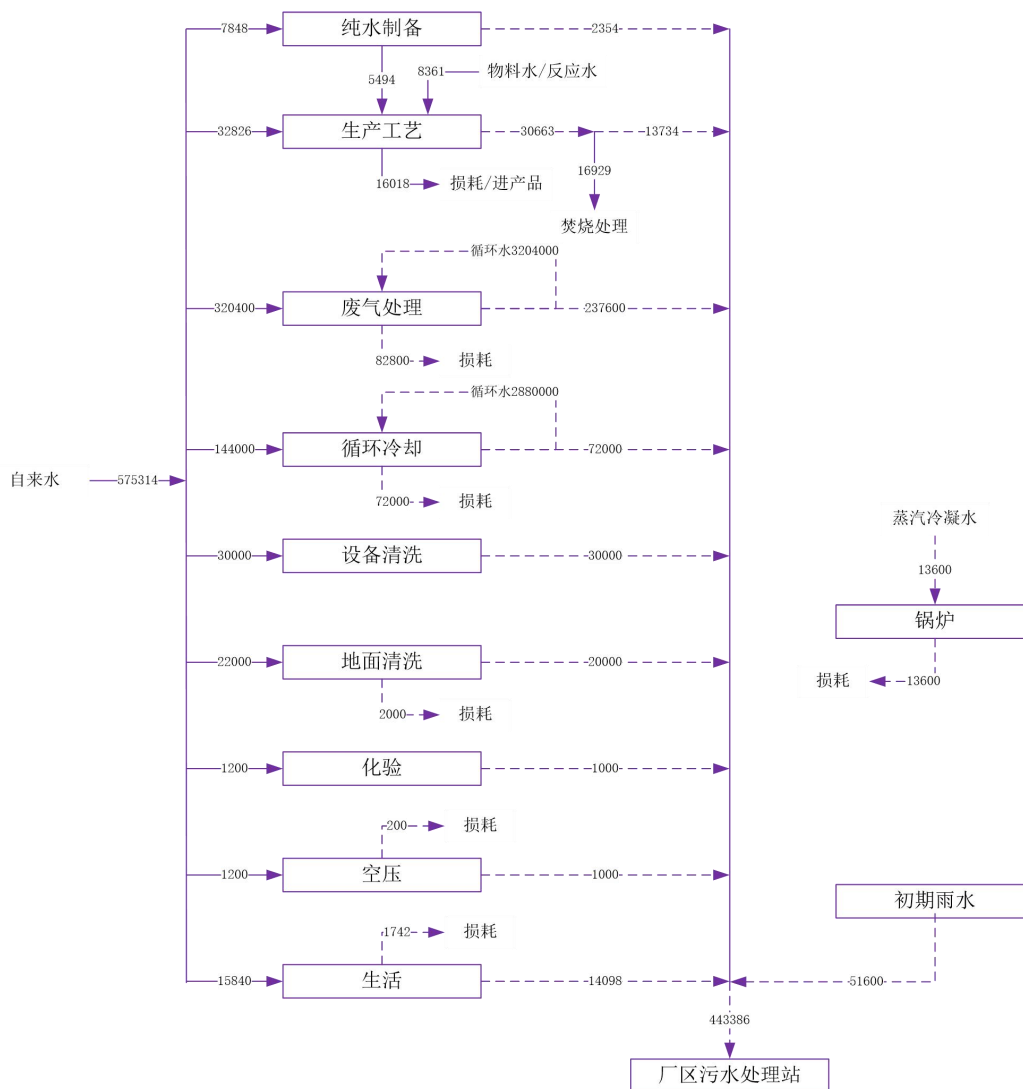 7848
纯水制备
2354
5494
8361
物料水/反应水
32826
生产工艺
30663
13734
16018
损耗/进产品
16929
焚烧处理
循环水3204000
320400
废气处理
237600
82800
损耗
循环水2880000
144000
循环冷却
72000
自来水
575314
72000
损耗
蒸汽冷凝水
30000
设备清洗
30000
13600
锅炉
22000
地面清洗
20000
损耗
13600
2000
损耗
1200
化验
1000
200
损耗
1200
空压
1000
初期雨水
1742
损耗
15840
生活
14098
51600
443386
厂区污水处理站